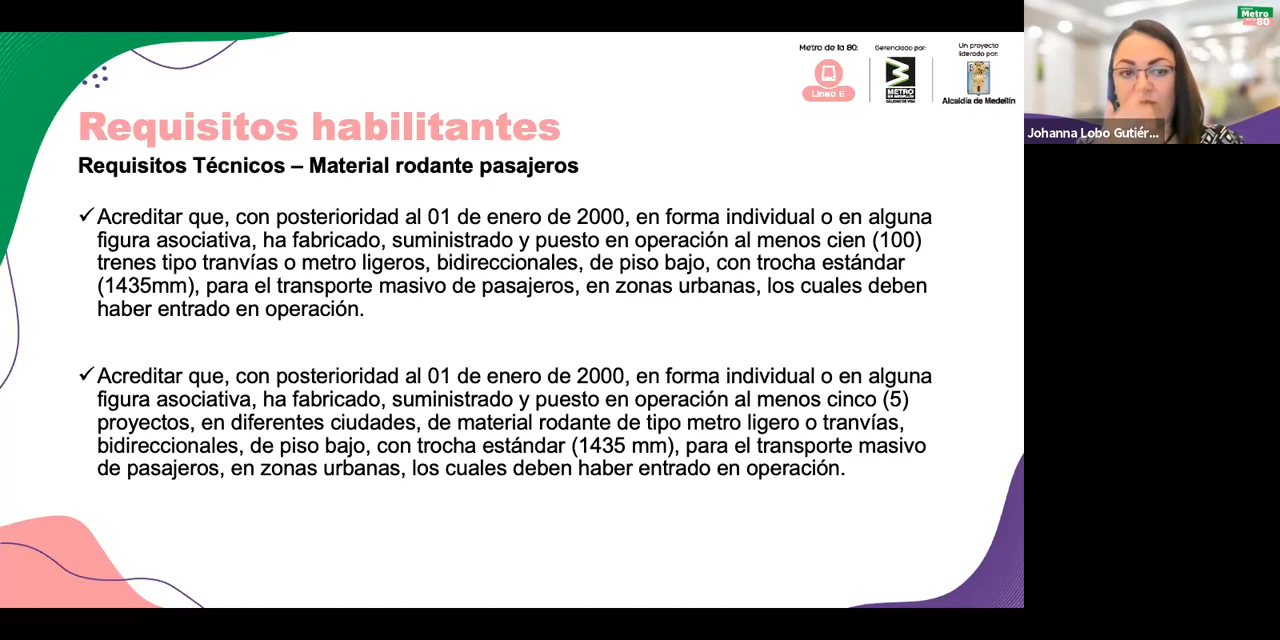 Metro de la 80:
Línea E
Gerenciado por:
METRO
CALIDAD DE VIDA
Un proyecto
liderado por:
Alcaldía de Medellín
Metro
80
Johanna Lobo Gutiér...
Requisitos habilitantes
Requisitos Técnicos – Material rodante pasajeros
✓ Acreditar que, con posterioridad al 01 de enero de 2000, en forma individual o en alguna
figura asociativa, ha fabricado, suministrado y puesto en operación al menos cien (100)
trenes tipo tranvías o metro ligeros, bidireccionales, de piso bajo, con trocha estándar
(1435mm), para el transporte masivo de pasajeros, en zonas urbanas, los cuales deben
haber entrado en operación.
✓ Acreditar que, con posterioridad al 01 de enero de 2000, en forma individual o en alguna
figura asociativa, ha fabricado, suministrado y puesto en operación al menos cinco (5)
proyectos, en diferentes ciudades, de material rodante de tipo metro ligero o tranvías,
bidireccionales, de piso bajo, con trocha estándar (1435 mm), para el transporte masivo
de pasajeros, en zonas urbanas, los cuales deben haber entrado en operación.